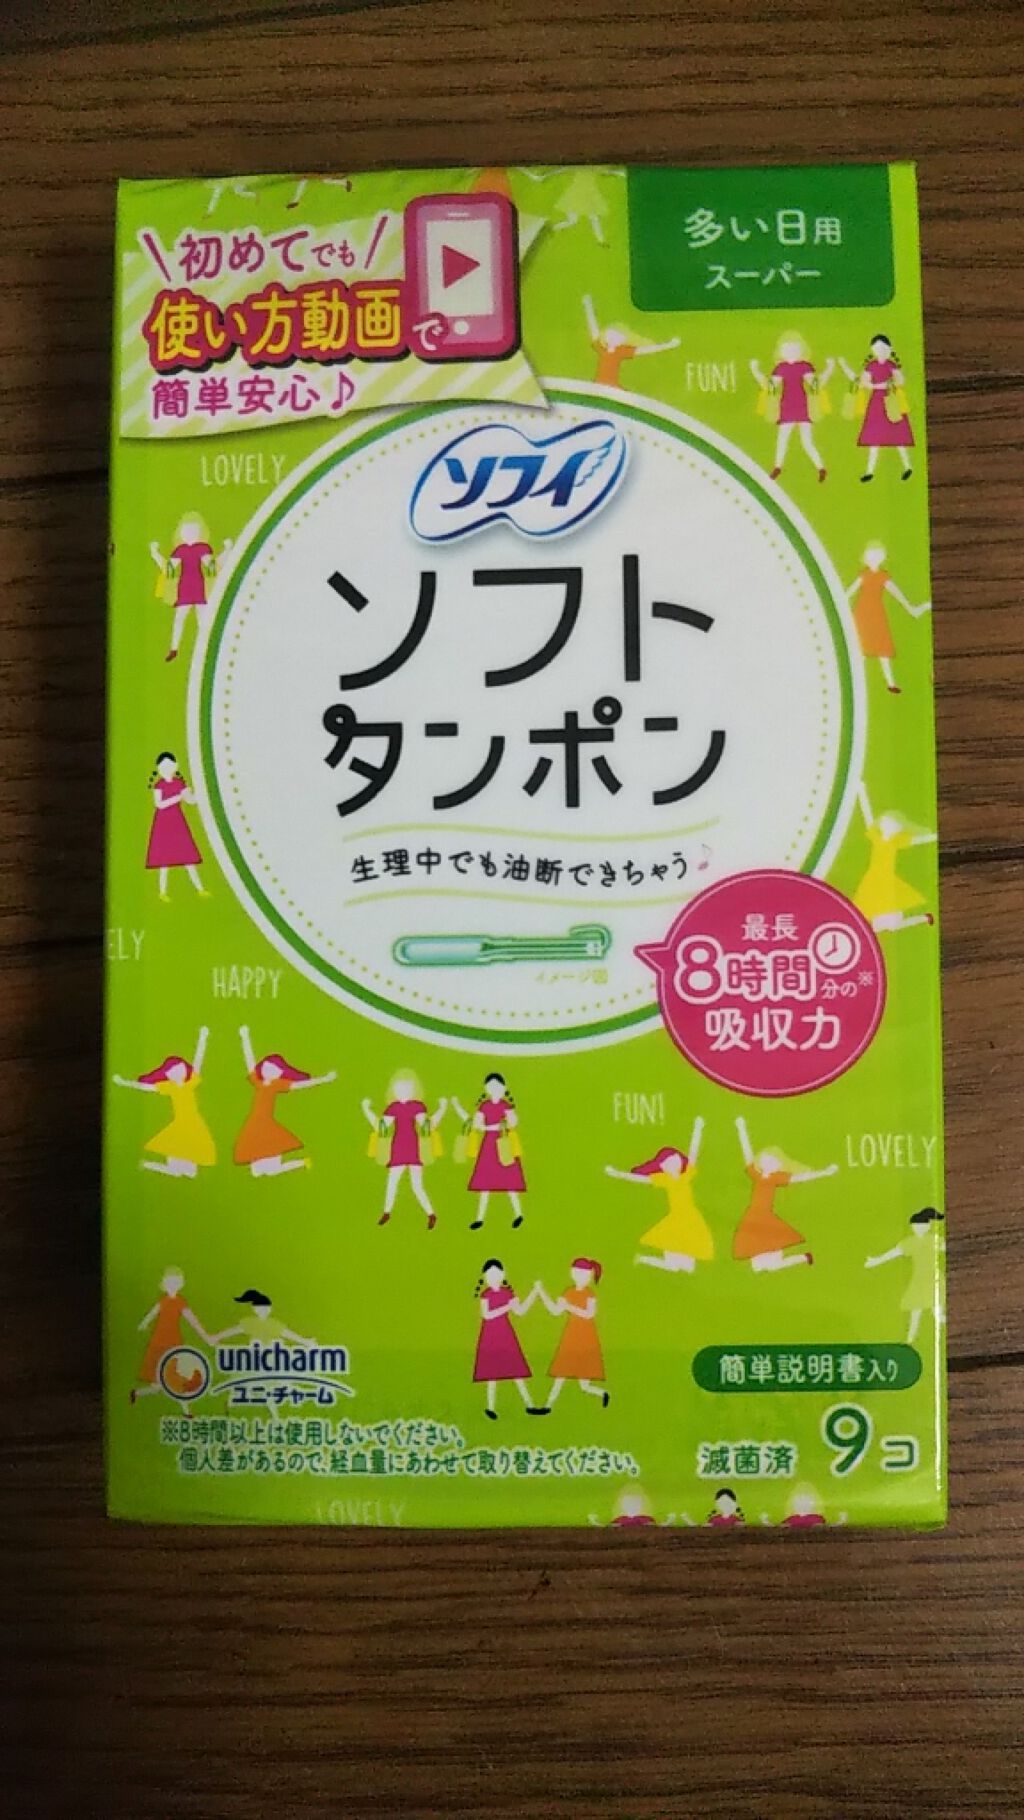 初めてでも
使い方動画で
簡単安心♪
多い日用
スーパー
FUN!
LOVELY
ソフィ
ソフト
タンポン
生理中でも油断できちゃう♪
イメージ図
最長
8時間分の※
吸収力
ELY
HAPPY
FUN!
LOVELY
unicharm
ユニ・チャーム
簡単説明書入り
※8時間以上は使用しないでください。
個人差があるので、経血量にあわせて取り替えてください。
滅菌済 9コ
LOVELY